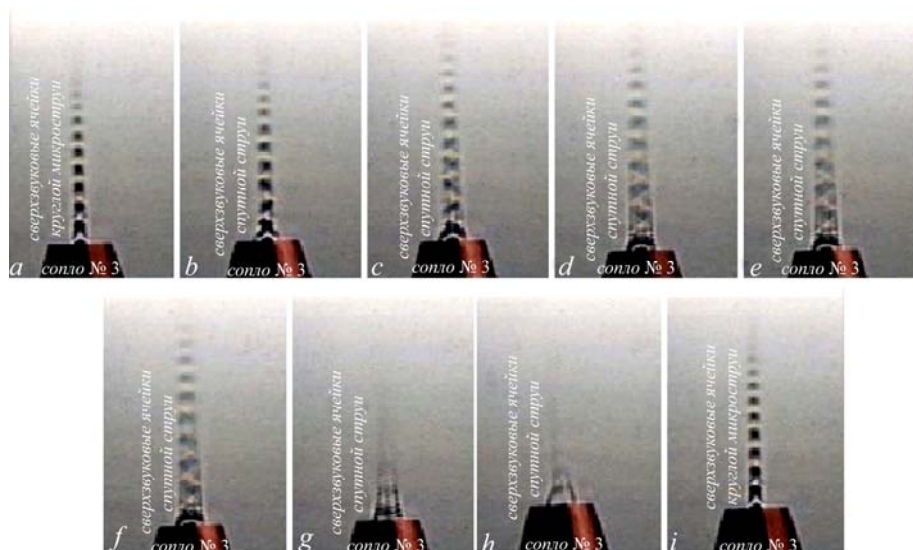 сверхзвуковые ячейки
круглой микроструи
a
сопло № 3
сверхзвуковые ячейки
спутной струи
b
сопло № 3
сверхзвуковые ячейки
спутной струи
c
сопло № 3
сверхзвуковые ячейки
спутной струи
d
сопло № 3
сверхзвуковые ячейки
спутной струи
e
сопло № 3
сверхзвуковые ячейки
спутной струи
f
сопло № 3
сверхзвуковые ячейки
спутной струи
g
сопло № 3
сверхзвуковые ячейки
спутной струи
h
сопло № 3
сверхзвуковые ячейки
круглой микроструи
i
сопло № 3